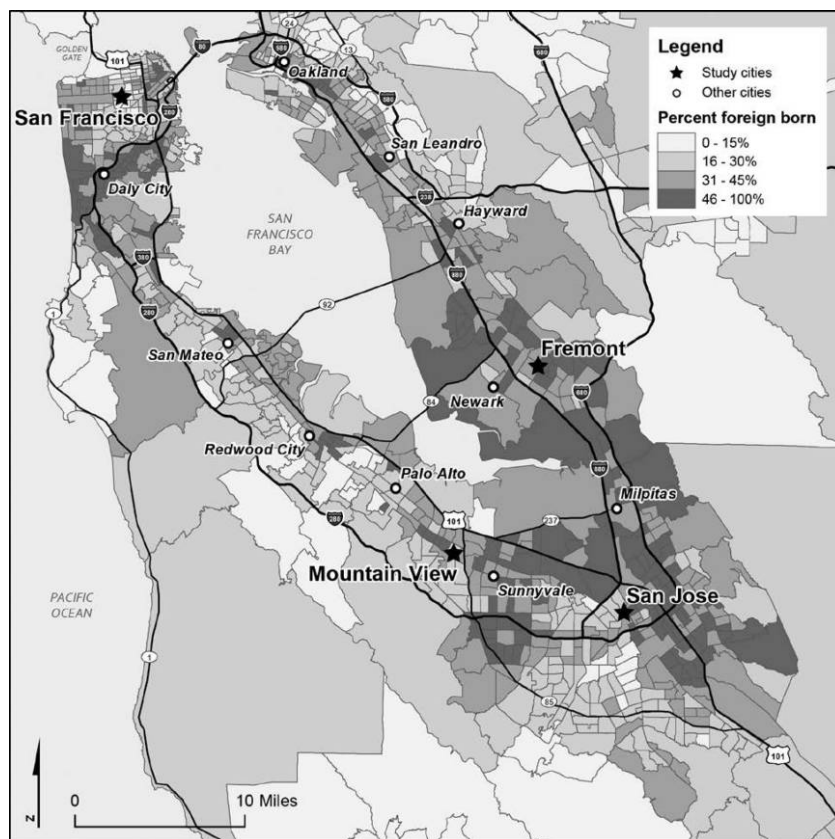 GOLDEN
GATE
101
80
24
13
580
680
Oakland
San Francisco
280
580
San Leandro
Daly City
238
Hayward
SAN
FRANCISCO
BAY
380
880
1
280
92
San Mateo
Fremont
Newark
680
84
Redwood City
Palo Alto
880
Milpitas
101
237
280
Mountain View
Sunnyvale
San Jose
PACIFIC
OCEAN
1
85
101
Legend
Study cities
Other cities
Percent foreign born
0 - 15%
16 - 30%
31 - 45%
46 - 100%
N
0
10 Miles